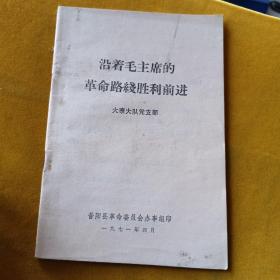 沿着毛主席的
革命路线胜利前进
大寨大队党支部
昔阳县革命委员会办事组印
一九七一年四月